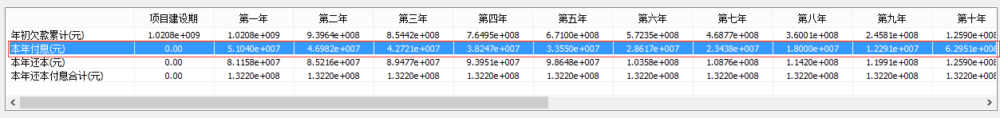 项目建设期 第一年 第二年 第三年 第四年 第五年 第六年 第七年 第八年 第九年 第十年
年初欠款累计(元) 1.0208e+009 1.0208e+009 9.3964e+008 8.5442e+008 7.6495e+008 6.7100e+008 5.7235e+008 4.6877e+008 3.6001e+008 2.4581e+008 1.2590e+008
本年付息(元) 0.00 5.1040e+007 4.6982e+007 4.2721e+007 3.8247e+007 3.3550e+007 2.8617e+007 2.3438e+007 1.8000e+007 1.2291e+007 6.2951e+006
本年还本(元) 0.00 8.1158e+007 8.5216e+007 8.9477e+007 9.3951e+007 9.8648e+007 1.0358e+008 1.0876e+008 1.1420e+008 1.1991e+008 1.2590e+008
本年还本付息合计(元) 0.00 1.3220e+008 1.3220e+008 1.3220e+008 1.3220e+008 1.3220e+008 1.3220e+008 1.3220e+008 1.3220e+008 1.3220e+008 1.3220e+008